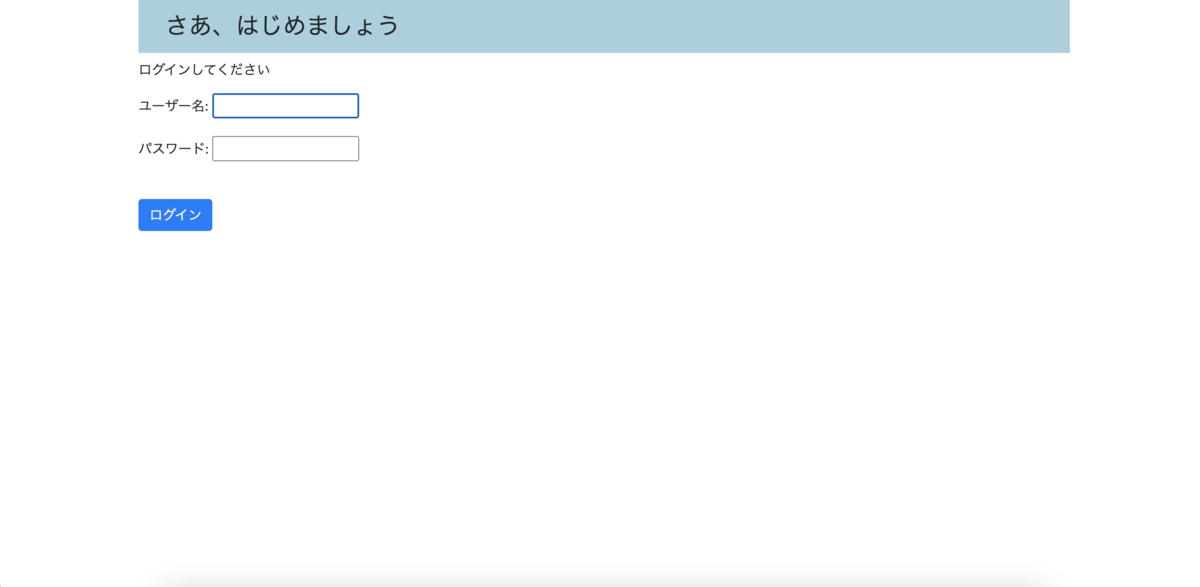 さあ、はじめましょう
ログインしてください
ユーザー名:
パスワード:
ログイン